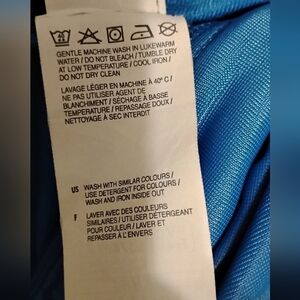 GENTLE MACHINE WASH IN LUKEWARM
WATER / DO NOT BLEACH / TUMBLE DRY
AT LOW TEMPERATURE / COOL IRON /
DO NOT DRY CLEAN
LAVAGE LÉGER EN MACHINE À 40° C /
NE PAS UTILISER AGENT DE
BLANCHIMENT / SÉCHAGE A BASSE
TEMPERATURE / REPASSAGE DOUX /
NETTOYAGE A SEC INTERDIT
US WASH WITH SIMILAR COLOURS /
USE DETERGENT FOR COLOURS /
WASH AND IRON INSIDE OUT
F LAVER AVEC DES COULEURS
SIMILAIRES / UTILISER DÉTERGENT
POUR COULEURS / LAVER ET
REPASSER À L'ENVERS